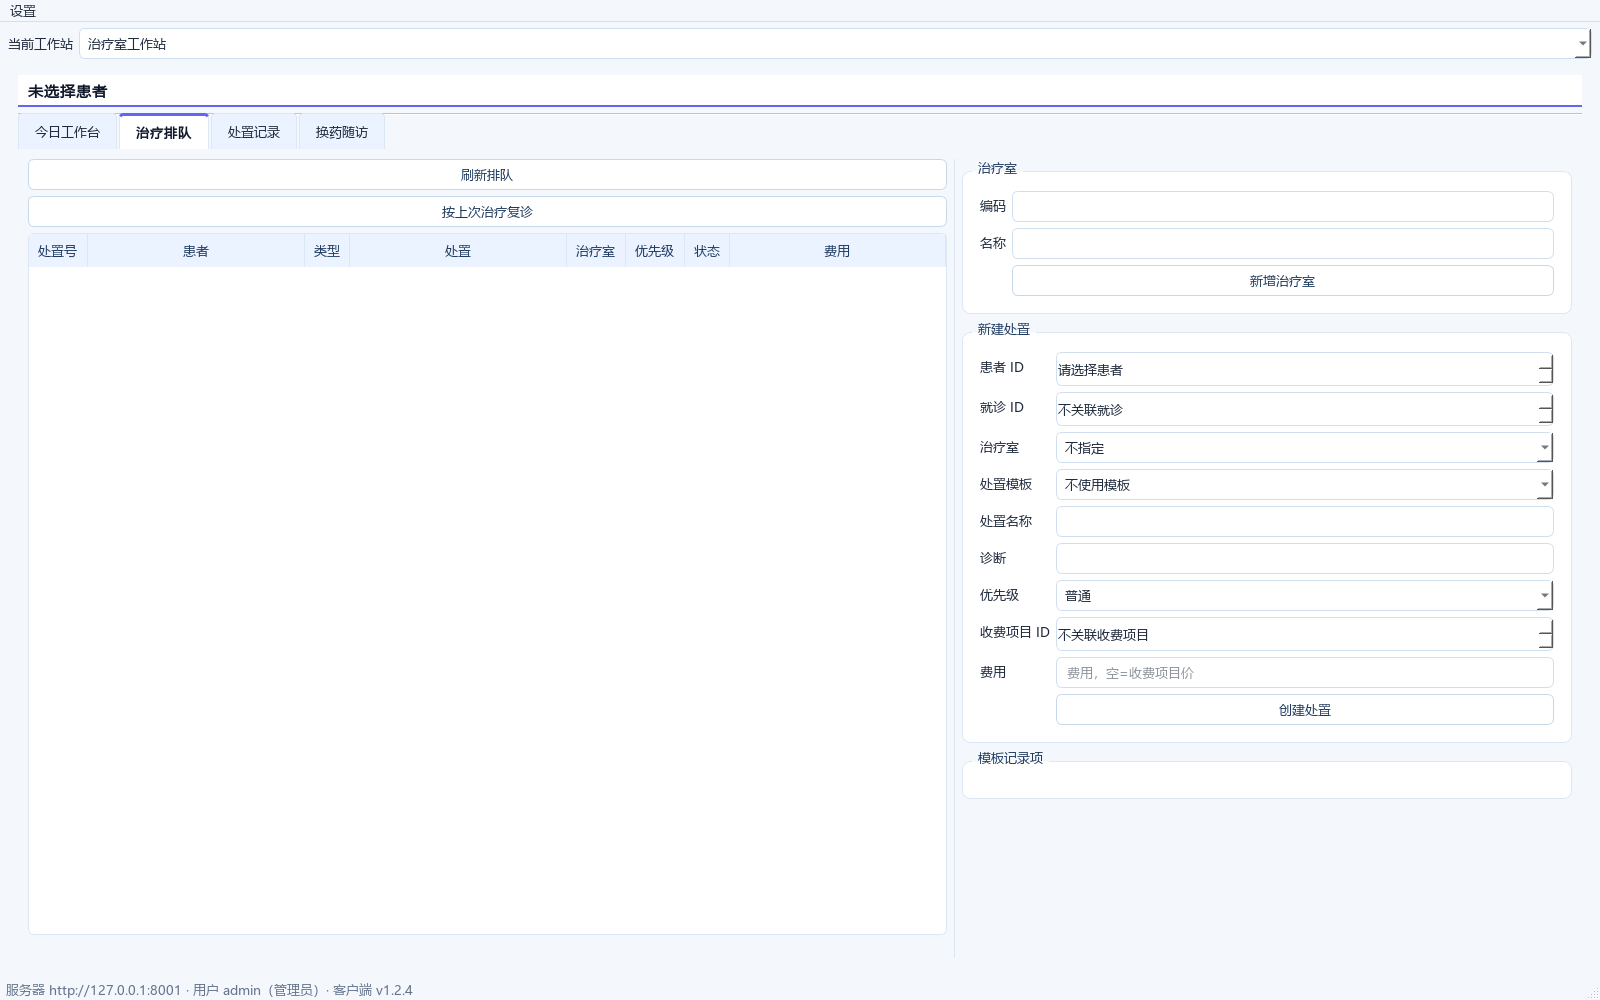 设置
当前工作站 治疗室工作站
未选择患者
今日工作台 治疗排队 处置记录 换药随访
刷新排队
按上次治疗复诊
处置号 患者 类型 处置 治疗室 优先级 状态 费用
治疗室
编码
名称
新增治疗室
新建处置
患者 ID 请选择患者
就诊 ID 不关联就诊
治疗室 不指定
处置模板 不使用模板
处置名称
诊断
优先级 普通
收费项目 ID 不关联收费项目
费用 费用，空=收费项目价
创建处置
模板记录项
服务器 http://127.0.0.1:8001 · 用户 admin（管理员）· 客户端 v1.2.4